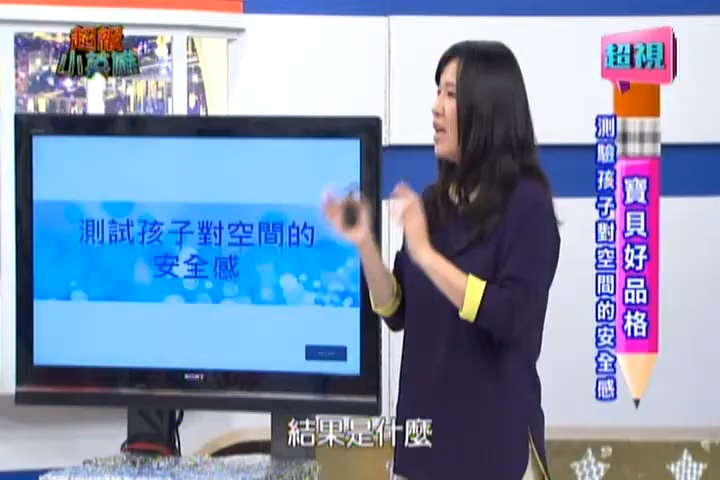 超級
小英雄
超視
寶貝好品格
測驗孩子對空間的安全感
測試孩子對空間的
安全感
SONY
結果是什麼